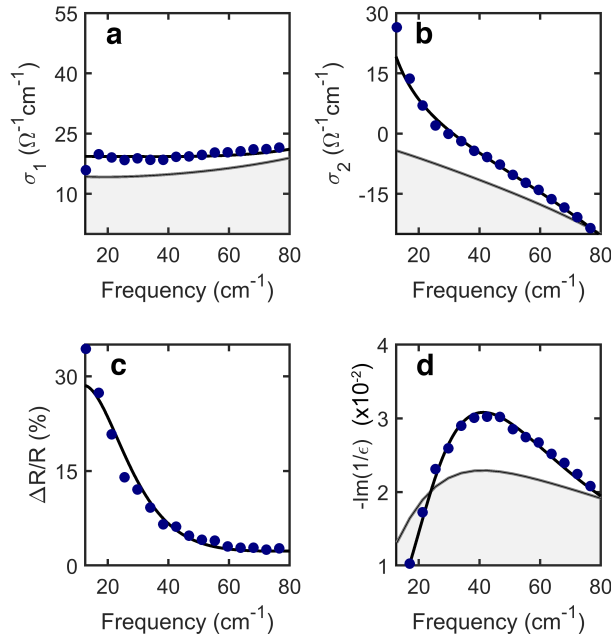 a
55
40
25
10
σ₁ (Ω⁻¹cm⁻¹)
20 40 60 80
Frequency (cm⁻¹)
b
30
15
0
-15
σ₂ (Ω⁻¹cm⁻¹)
20 40 60 80
Frequency (cm⁻¹)
c
30
15
0
ΔR/R (%)
20 40 60 80
Frequency (cm⁻¹)
d
4
3
2
1
-Im(1/ϵ) (x10⁻²)
20 40 60 80
Frequency (cm⁻¹)